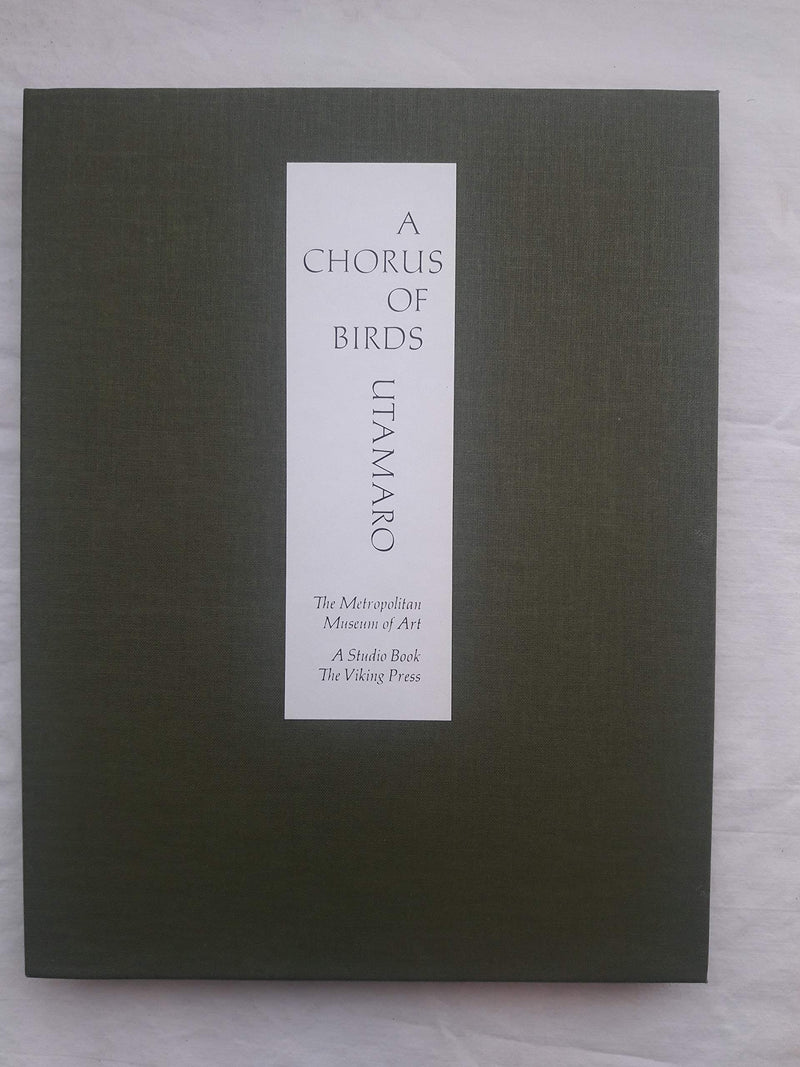 A
CHORUS
OF
BIRDS
UTAMARO
The Metropolitan
Museum of Art
A Studio Book
The Viking Press